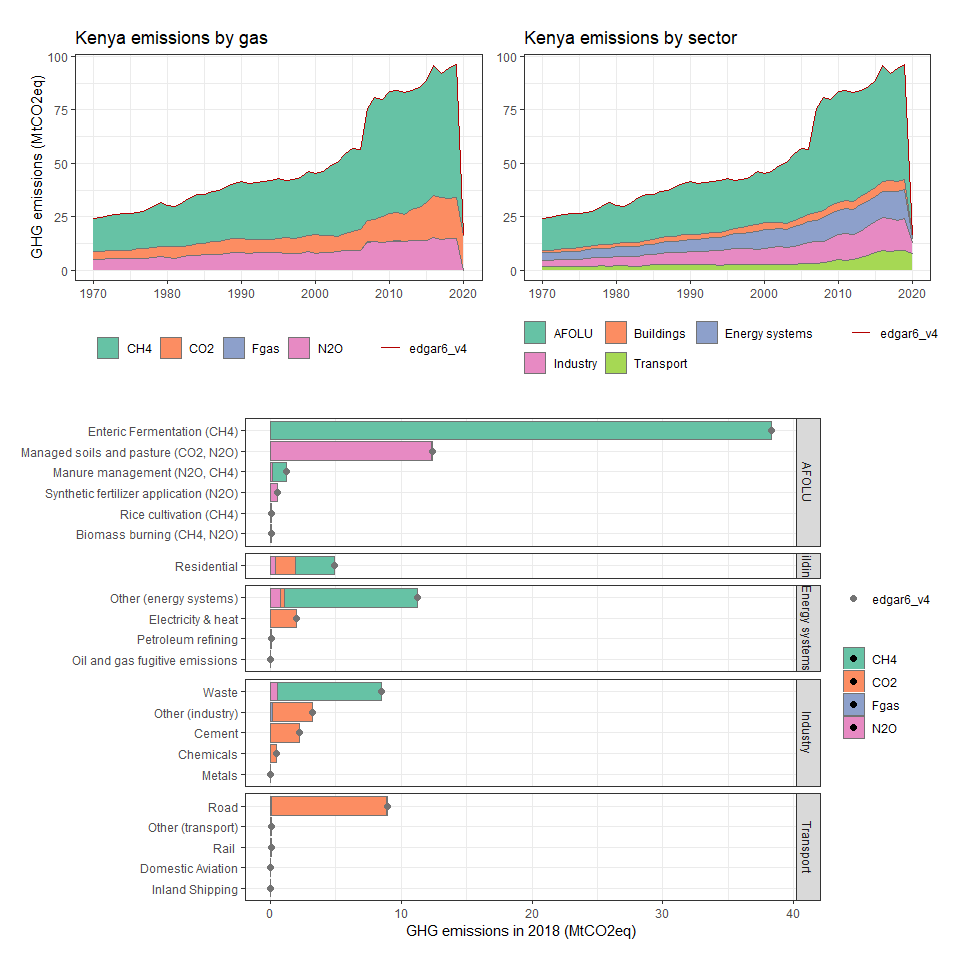 Kenya emissions by gas
Kenya emissions by sector
GHG emissions (MtCO2eq)
100
75
50
25
0
1970
1980
1990
2000
2010
2020
100
75
50
25
0
1970
1980
1990
2000
2010
2020
CH4
CO2
Fgas
N2O
edgar6_v4
AFOLU
Buildings
Energy systems
edgar6_v4
Industry
Transport
Enteric Fermentation (CH4)
Managed soils and pasture (CO2, N2O)
Manure management (N2O, CH4)
Synthetic fertilizer application (N2O)
Rice cultivation (CH4)
Biomass burning (CH4, N2O)
AFOLU
Residential
ildin
Other (energy systems)
Electricity & heat
Petroleum refining
Oil and gas fugitive emissions
Energy systems
Waste
Other (industry)
Cement
Chemicals
Metals
Industry
Road
Other (transport)
Rail
Domestic Aviation
Inland Shipping
Transport
0
10
20
30
40
GHG emissions in 2018 (MtCO2eq)
edgar6_v4
CH4
CO2
Fgas
N2O